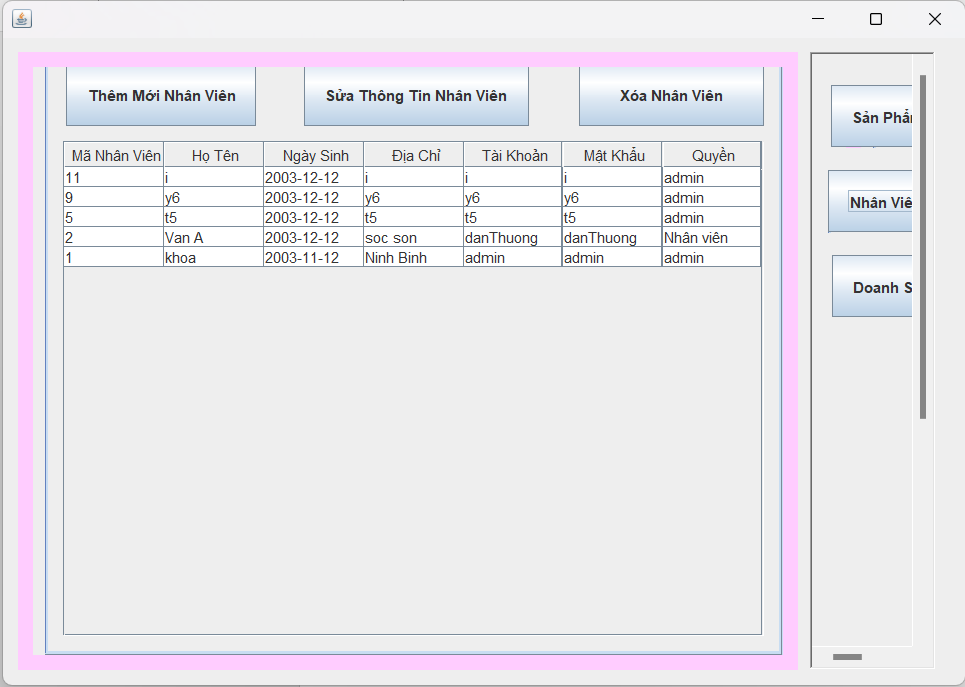 Thêm Mới Nhân Viên Sửa Thông Tin Nhân Viên Xóa Nhân Viên
Mã Nhân Viên Họ Tên Ngày Sinh Địa Chỉ Tài Khoản Mật Khẩu Quyền
11 i 2003-12-12 i i i admin
9 y6 2003-12-12 y6 y6 y6 admin
5 t5 2003-12-12 t5 t5 t5 admin
2 Van A 2003-12-12 soc son danThuong danThuong Nhân viên
1 khoa 2003-11-12 Ninh Binh admin admin admin
Sản Phẩ
Nhân Viê
Doanh S